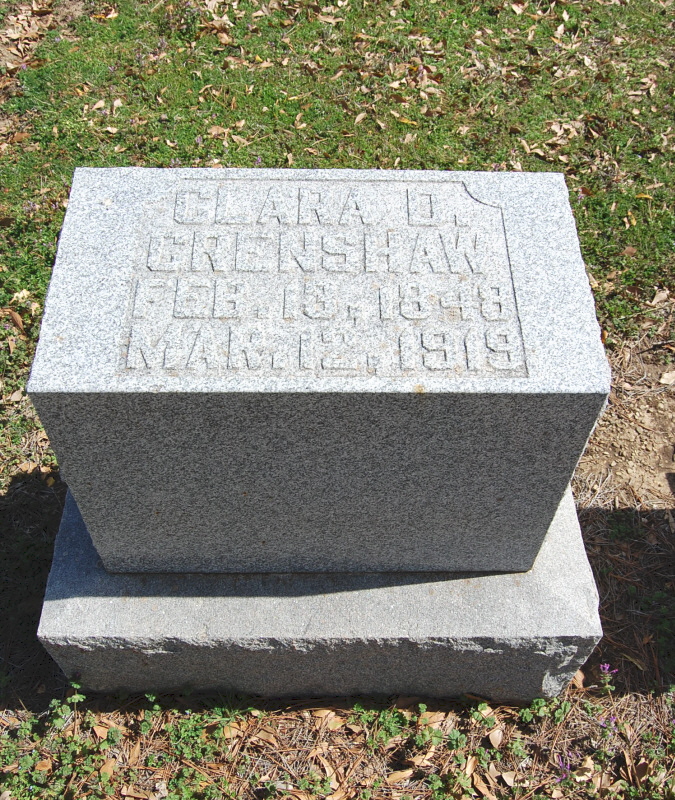 CLARA D.
CRENSHAW
FEB. 13, 1848
MAR. 12, 1919